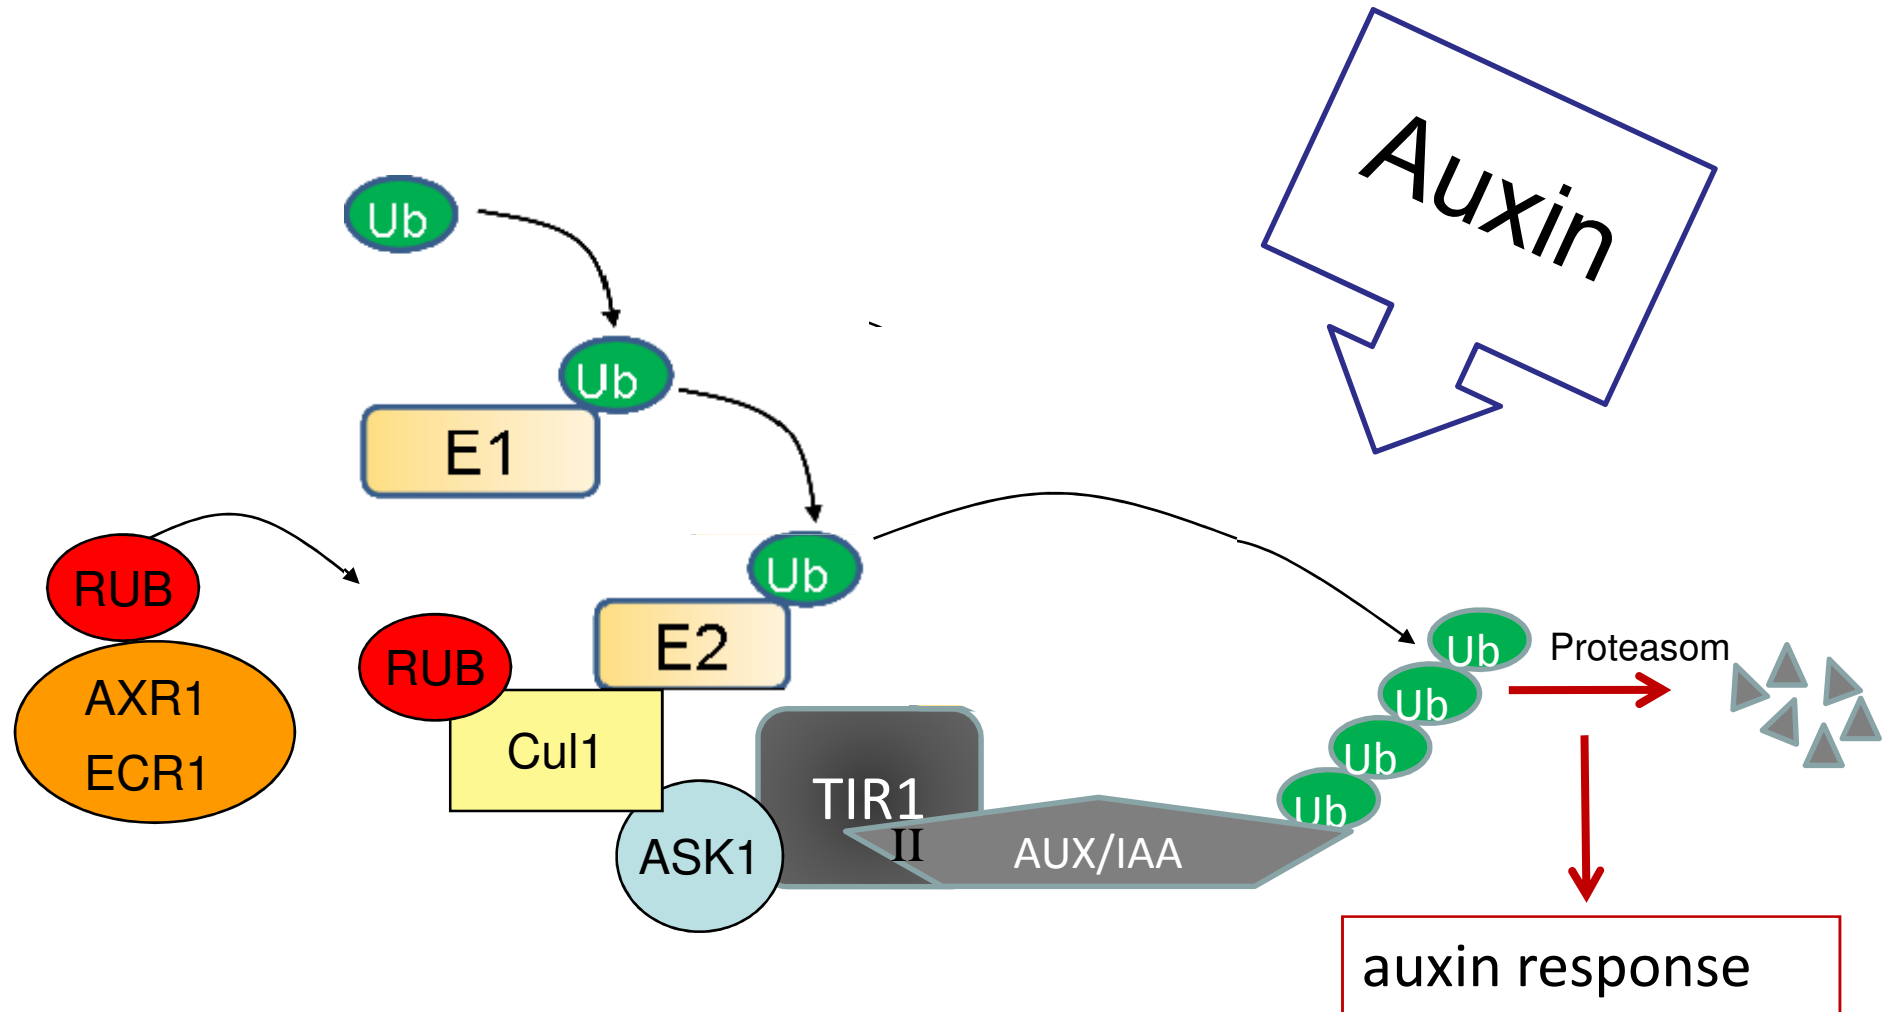 Auxin
Ub
Ub
E1
RUB
Ub
RUB
E2
AXR1
ECR1
Cul1
Ub
Proteasom
Ub
Ub
Ub
TIR1
II
AUX/IAA
ASK1
auxin response